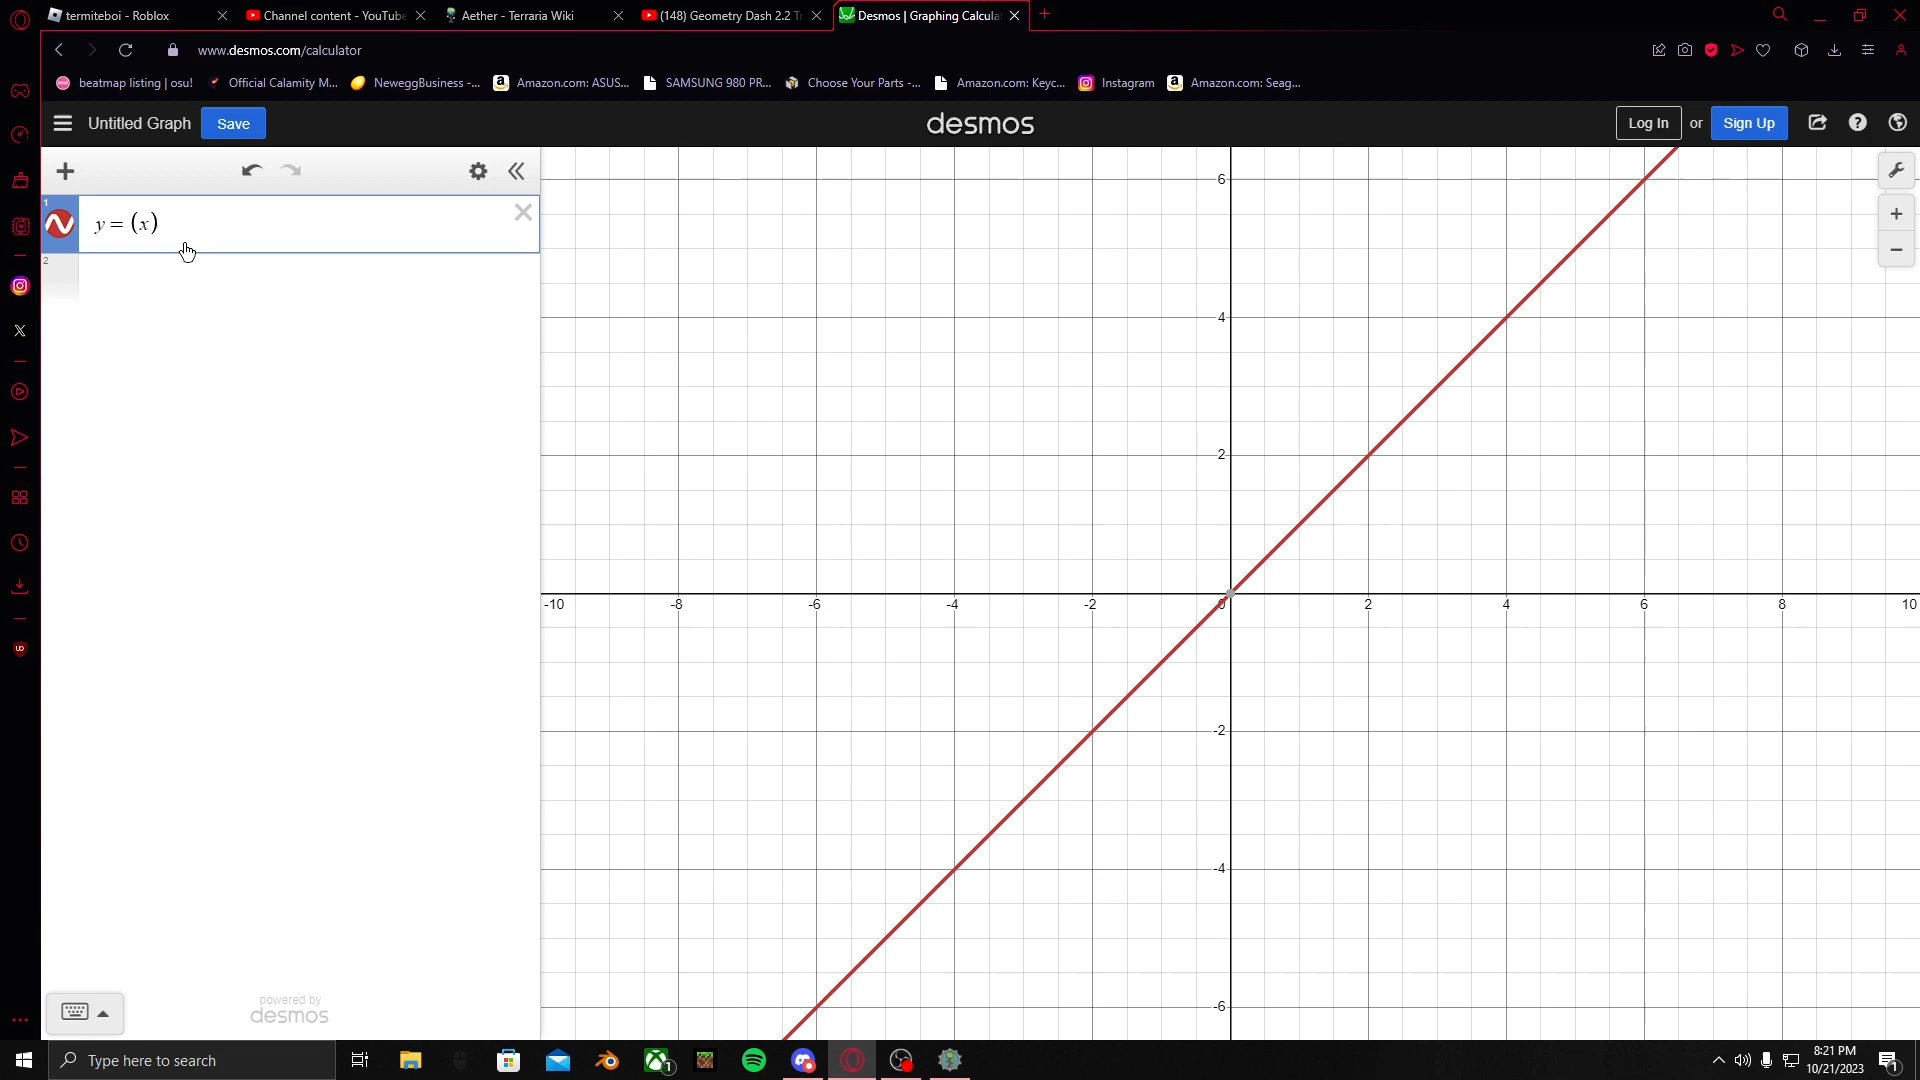 termiteboi - Roblox
Channel content - YouTube
Aether - Terraria Wiki
(148) Geometry Dash 2.2 Tr
Desmos | Graphing Calcula
www.desmos.com/calculator
beatmap listing | osu!
Official Calamity M...
NeweggBusiness -...
Amazon.com: ASUS...
SAMSUNG 980 PR...
Choose Your Parts -...
Amazon.com: Keyc...
Instagram
Amazon.com: Seag...
Untitled Graph
Save
desmos
Log In
or
Sign Up
1
y = (x)
2
6
4
2
-10 -8 -6 -4 -2 0 2 4 6 8 10
-2
-4
-6
powered by
desmos
Type here to search
1
8:21 PM
10/21/2023
1